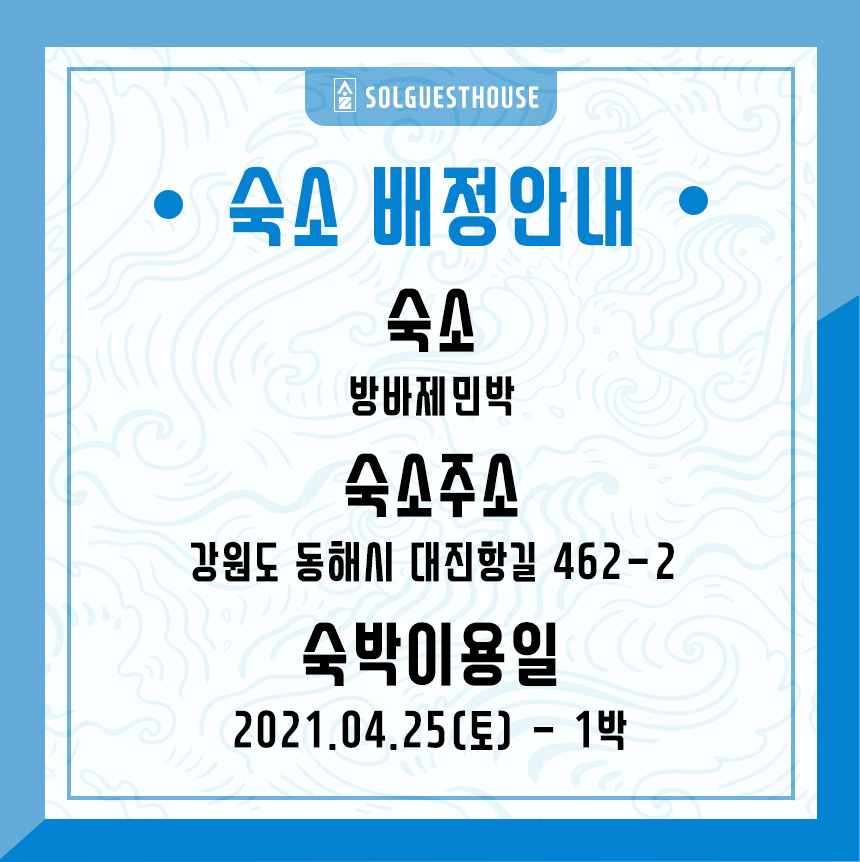 솔 SOLGUESTHOUSE
숙소 배정안내
숙소
방바제민박
숙소주소
강원도 동해시 대진항길 462-2
숙박이용일
2021.04.25(토) - 1박